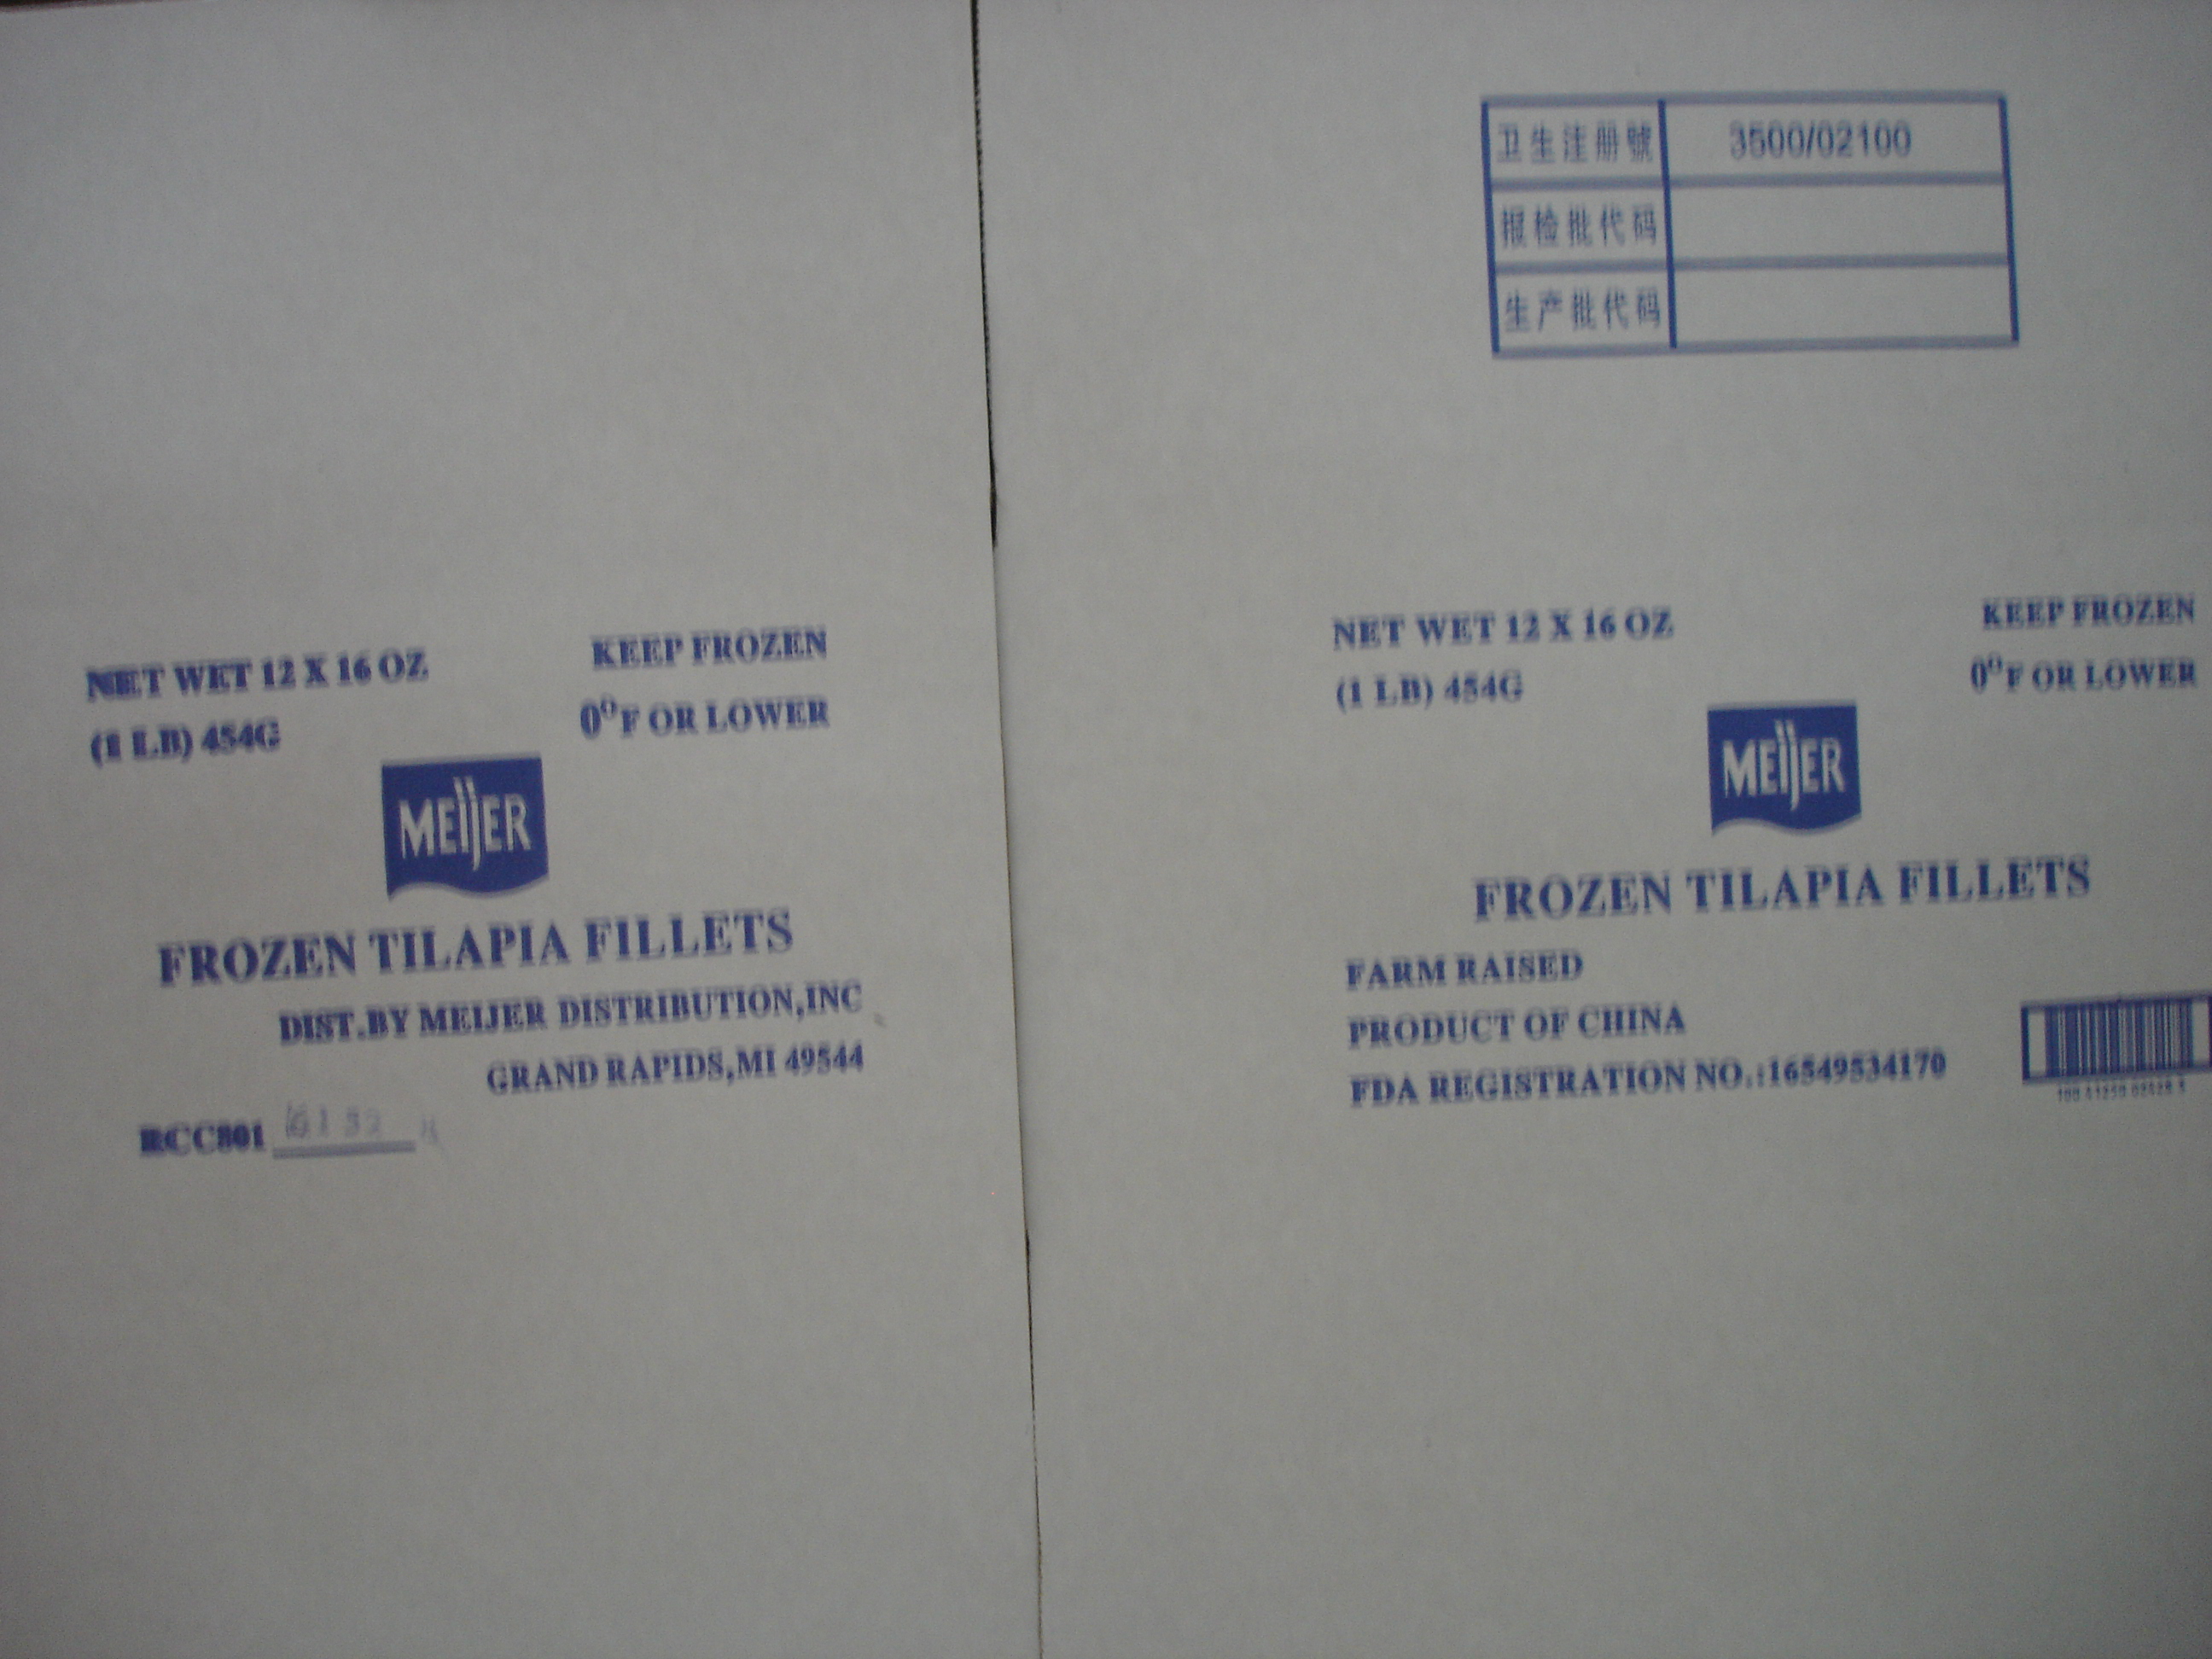 NET WET 12 X 16 OZ
KEEP FROZEN
(1 LB) 454G
0°F OR LOWER
MEIJER
FROZEN TILAPIA FILLETS
DIST.BY MEIJER DISTRIBUTION,INC
GRAND RAPIDS,MI 49544
RCC801
卫生注册號 3500/02100
报检批代码
生产批代码
NET WET 12 X 16 OZ
KEEP FROZEN
(1 LB) 454G
0°F OR LOWER
MEIJER
FROZEN TILAPIA FILLETS
FARM RAISED
PRODUCT OF CHINA
FDA REGISTRATION NO.:16549534170